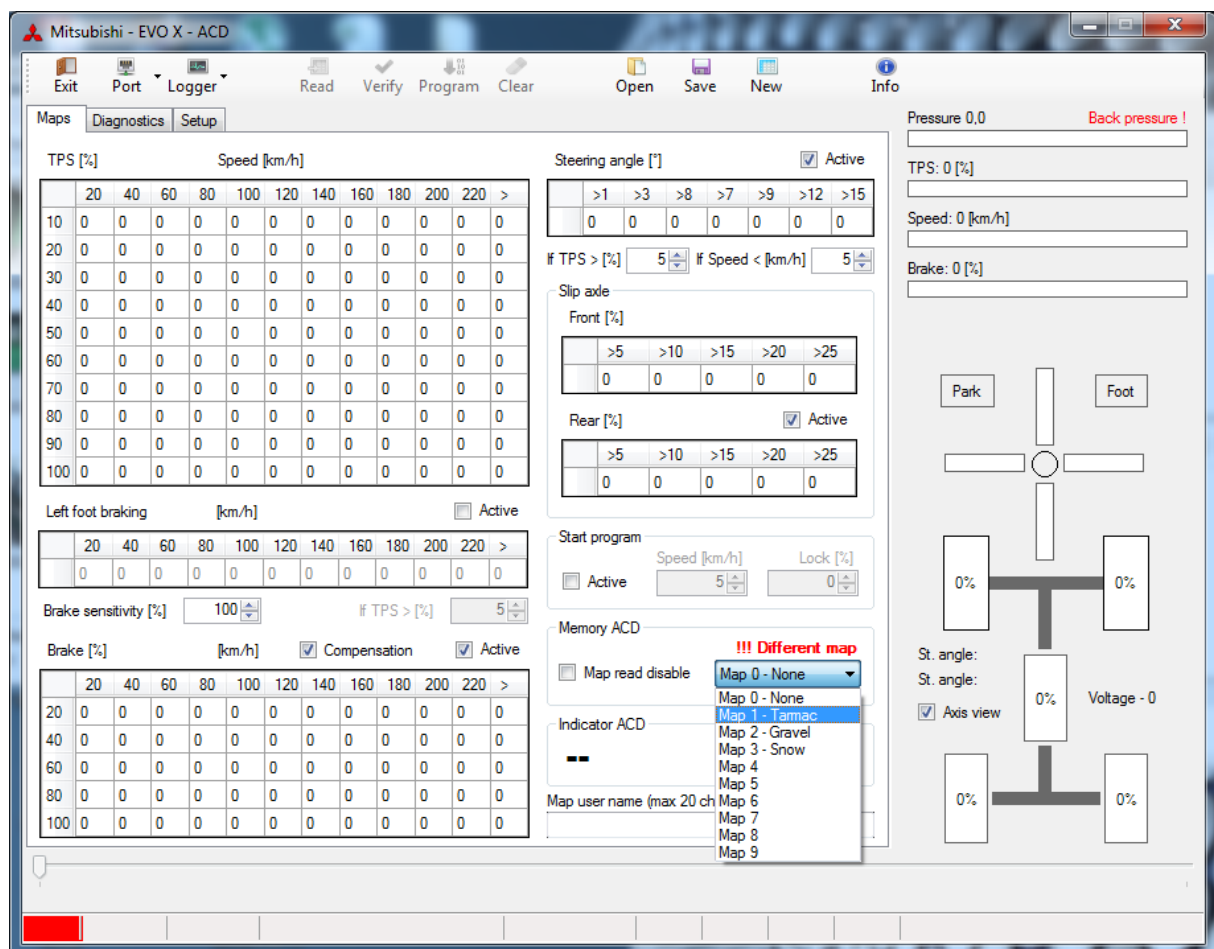 Mitsubishi - EVO X - ACD
Exit Port Logger Read Verify Program Clear Open Save New Info
Maps Diagnostics Setup
TPS [%] Speed [km/h]
20 40 60 80 100 120 140 160 180 200 220 >
10 0 0 0 0 0 0 0 0 0 0 0 0
20 0 0 0 0 0 0 0 0 0 0 0 0
30 0 0 0 0 0 0 0 0 0 0 0 0
40 0 0 0 0 0 0 0 0 0 0 0 0
50 0 0 0 0 0 0 0 0 0 0 0 0
60 0 0 0 0 0 0 0 0 0 0 0 0
70 0 0 0 0 0 0 0 0 0 0 0 0
80 0 0 0 0 0 0 0 0 0 0 0 0
90 0 0 0 0 0 0 0 0 0 0 0 0
100 0 0 0 0 0 0 0 0 0 0 0 0
Left foot braking [km/h] Active
20 40 60 80 100 120 140 160 180 200 220 >
0 0 0 0 0 0 0 0 0 0 0 0
Brake sensitivity [%] 100 If TPS > [%] 5
Brake [%] [km/h] Compensation Active
20 40 60 80 100 120 140 160 180 200 220 >
20 0 0 0 0 0 0 0 0 0 0 0 0
40 0 0 0 0 0 0 0 0 0 0 0 0
60 0 0 0 0 0 0 0 0 0 0 0 0
80 0 0 0 0 0 0 0 0 0 0 0 0
100 0 0 0 0 0 0 0 0 0 0 0 0
Steering angle [°] Active
>1 >3 >8 >7 >9 >12 >15
0 0 0 0 0 0 0
If TPS > [%] 5 If Speed < [km/h] 5
Slip axle
Front [%]
>5 >10 >15 >20 >25
0 0 0 0 0
Rear [%] Active
>5 >10 >15 >20 >25
0 0 0 0 0
Start program
Speed [km/h] Lock [%]
Active 5 0
Memory ACD
!!! Different map
Map read disable Map 0 - None
Map 0 - None
Map 1 - Tarmac
Map 2 - Gravel
Map 3 - Snow
Map 4
Map 5
Map 6
Map 7
Map 8
Map 9
Indicator ACD
--
Map user name (max 20 ch
Pressure 0,0 Back pressure !
TPS: 0 [%]
Speed: 0 [km/h]
Brake: 0 [%]
Park Foot
0% 0%
St. angle:
St. angle:
Axis view 0% Voltage - 0
0% 0%